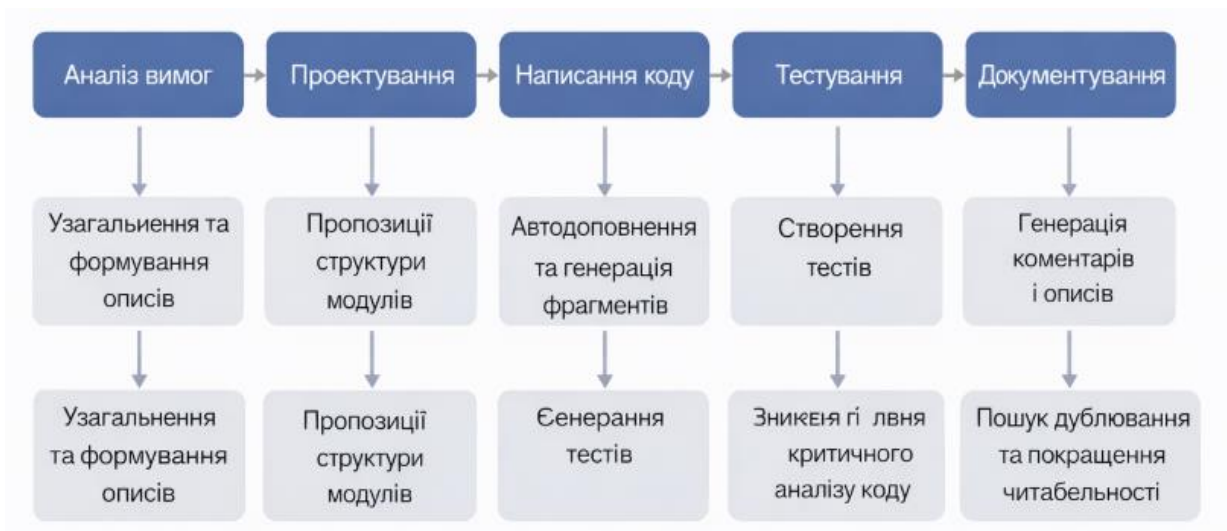 Аналіз вимог
Проектування
Написання коду
Тестування
Документування
Узагальиення та
формування
описів
Пропозиції
структури
модулів
Автодоповнення
та генерація
фрагментів
Створення
тестів
Генерація
коментарів
і описів
Узагальнення
та формування
описів
Пропозиції
структури
модулів
Єенерання
тестів
критичного
аналізу коду
Пошук дублювання
та покращення
читабельності